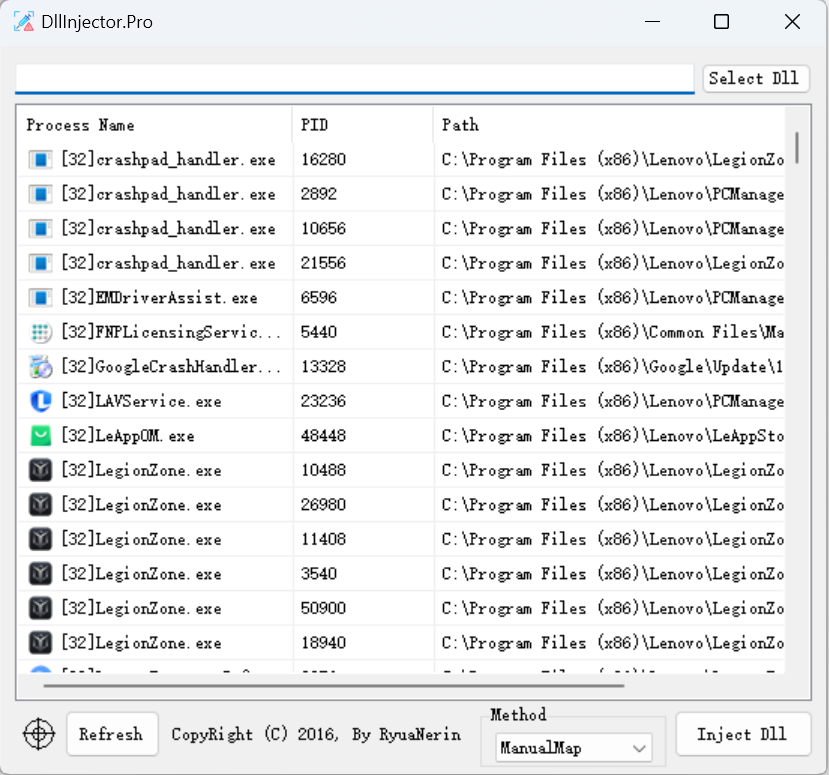 DllInjector.Pro
Select Dll
Process Name PID Path
[32]crashpad_handler.exe 16280 C:\Program Files (x86)\Lenovo\LegionZo
[32]crashpad_handler.exe 2892 C:\Program Files (x86)\Lenovo\PCManage
[32]crashpad_handler.exe 10656 C:\Program Files (x86)\Lenovo\PCManage
[32]crashpad_handler.exe 21556 C:\Program Files (x86)\Lenovo\LegionZo
[32]EMDriverAssist.exe 6596 C:\Program Files (x86)\Lenovo\PCManage
[32]FNPLicensingServic... 5440 C:\Program Files (x86)\Common Files\Ma
[32]GoogleCrashHandler... 13328 C:\Program Files (x86)\Google\Update\1
[32]LAVService.exe 23236 C:\Program Files (x86)\Lenovo\PCManage
[32]LeAppOM.exe 48448 C:\Program Files (x86)\Lenovo\LeAppSto
[32]LegionZone.exe 10488 C:\Program Files (x86)\Lenovo\LegionZo
[32]LegionZone.exe 26980 C:\Program Files (x86)\Lenovo\LegionZo
[32]LegionZone.exe 11408 C:\Program Files (x86)\Lenovo\LegionZo
[32]LegionZone.exe 3540 C:\Program Files (x86)\Lenovo\LegionZo
[32]LegionZone.exe 50900 C:\Program Files (x86)\Lenovo\LegionZo
[32]LegionZone.exe 18940 C:\Program Files (x86)\Lenovo\LegionZo
Method
Refresh CopyRight (C) 2016, By RyuaNerin ManualMap Inject Dll